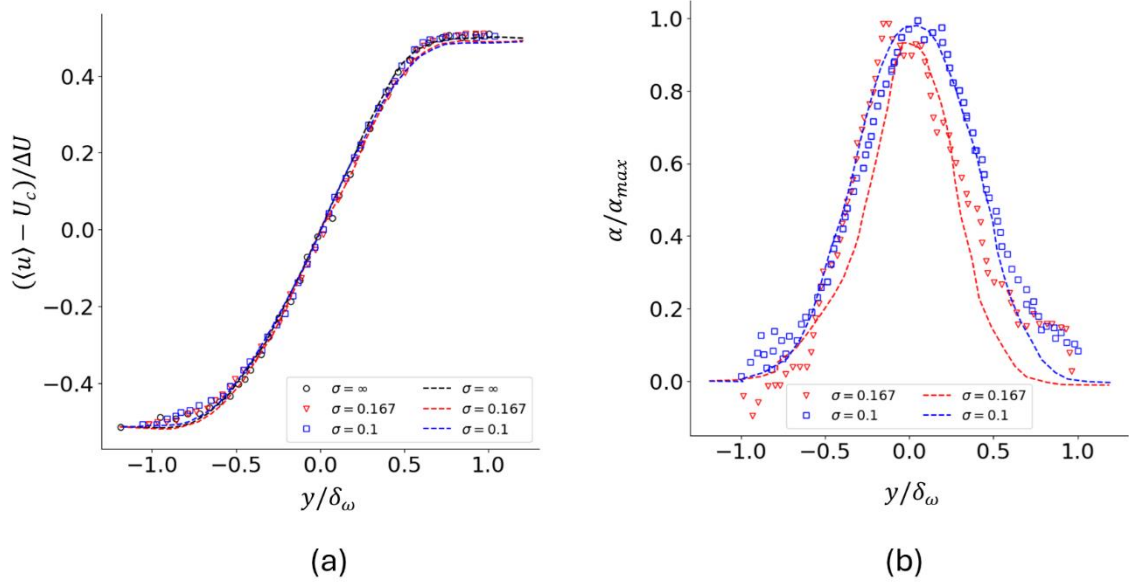 ((⟨u⟩ − U_c)/ΔU
0.4
0.2
0.0
−0.2
−0.4
σ = ∞
σ = 0.167
σ = 0.1
σ = ∞
σ = 0.167
σ = 0.1
−1.0 −0.5 0.0 0.5 1.0
y/δ_ω
(a)
α/α_max
1.0
0.8
0.6
0.4
0.2
0.0
σ = 0.167
σ = 0.1
σ = 0.167
σ = 0.1
−1.0 −0.5 0.0 0.5 1.0
y/δ_ω
(b)